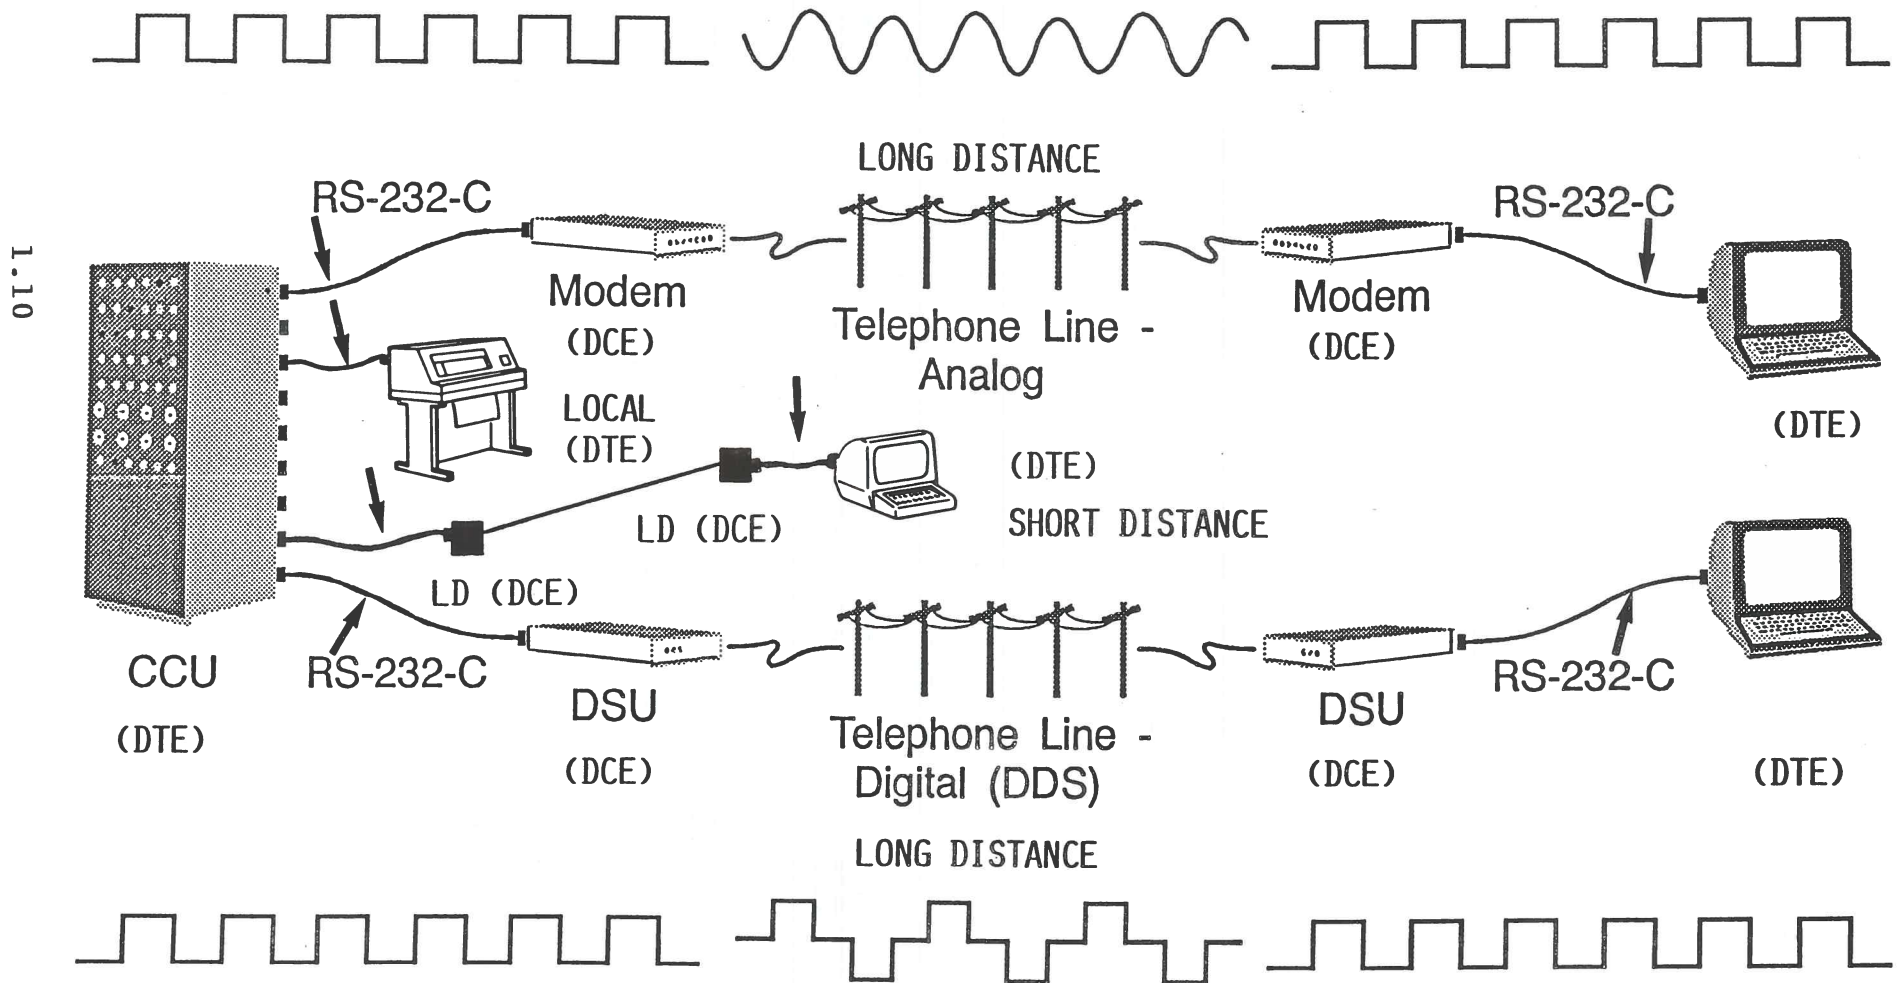 LONG DISTANCE
RS-232-C
RS-232-C
1.10
Modem
(DCE)
Telephone Line -
Analog
Modem
(DCE)
LOCAL
(DTE)
(DTE)
(DTE)
SHORT DISTANCE
LD (DCE)
LD (DCE)
CCU
(DTE)
RS-232-C
DSU
(DCE)
Telephone Line -
Digital (DDS)
LONG DISTANCE
DSU
(DCE)
RS-232-C
(DTE)